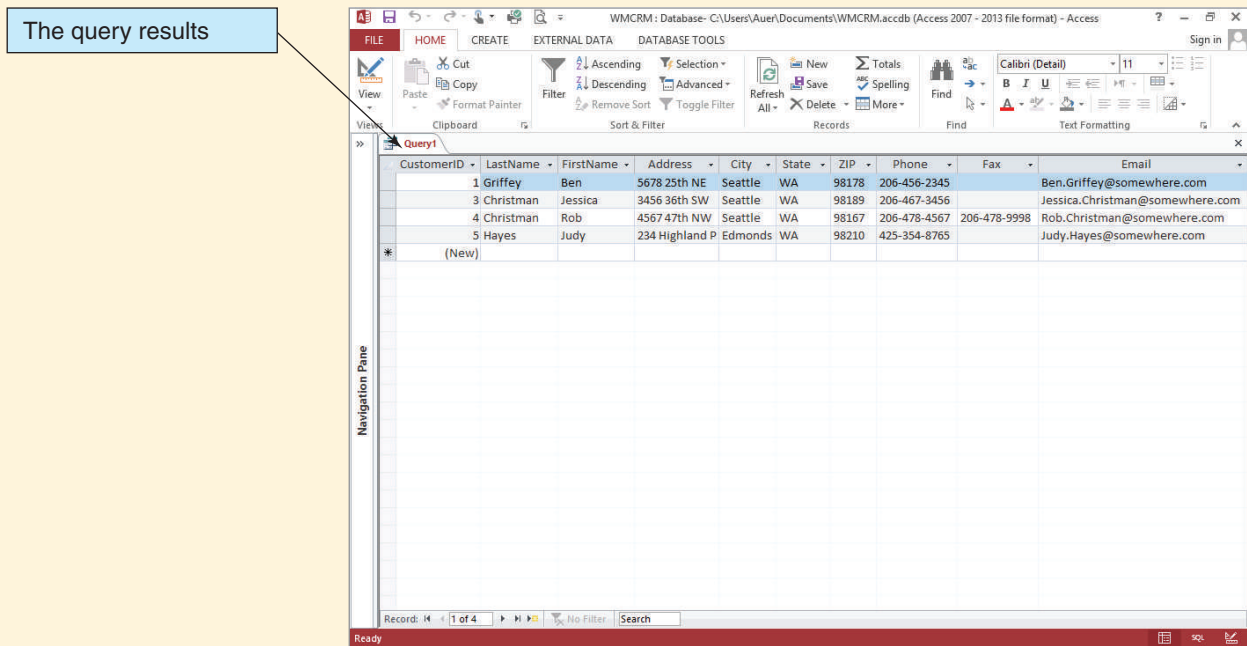 The query results
WMCRM : Database- C:\Users\Auer\Documents\WMCRM.accdb (Access 2007 - 2013 file format) - Access
FILE HOME CREATE EXTERNAL DATA DATABASE TOOLS Sign in
View
Paste
Cut
Copy
Format Painter
Filter
Ascending
Descending
Remove Sort
Selection
Advanced
Toggle Filter
Refresh All
New
Save
Delete
Totals
Spelling
More
Find
Calibri (Detail) 11
B I U
Views Clipboard Sort & Filter Records Find Text Formatting
Query1
CustomerID LastName FirstName Address City State ZIP Phone Fax Email
1 Griffey Ben 5678 25th NE Seattle WA 98178 206-456-2345 Ben.Griffey@somewhere.com
3 Christman Jessica 3456 36th SW Seattle WA 98189 206-467-3456 Jessica.Christman@somewhere.com
4 Christman Rob 4567 47th NW Seattle WA 98167 206-478-4567 206-478-9998 Rob.Christman@somewhere.com
5 Hayes Judy 234 Highland P Edmonds WA 98210 425-354-8765 Judy.Hayes@somewhere.com
(New)
Navigation Pane
Record: 1 of 4 No Filter Search
Ready SQL